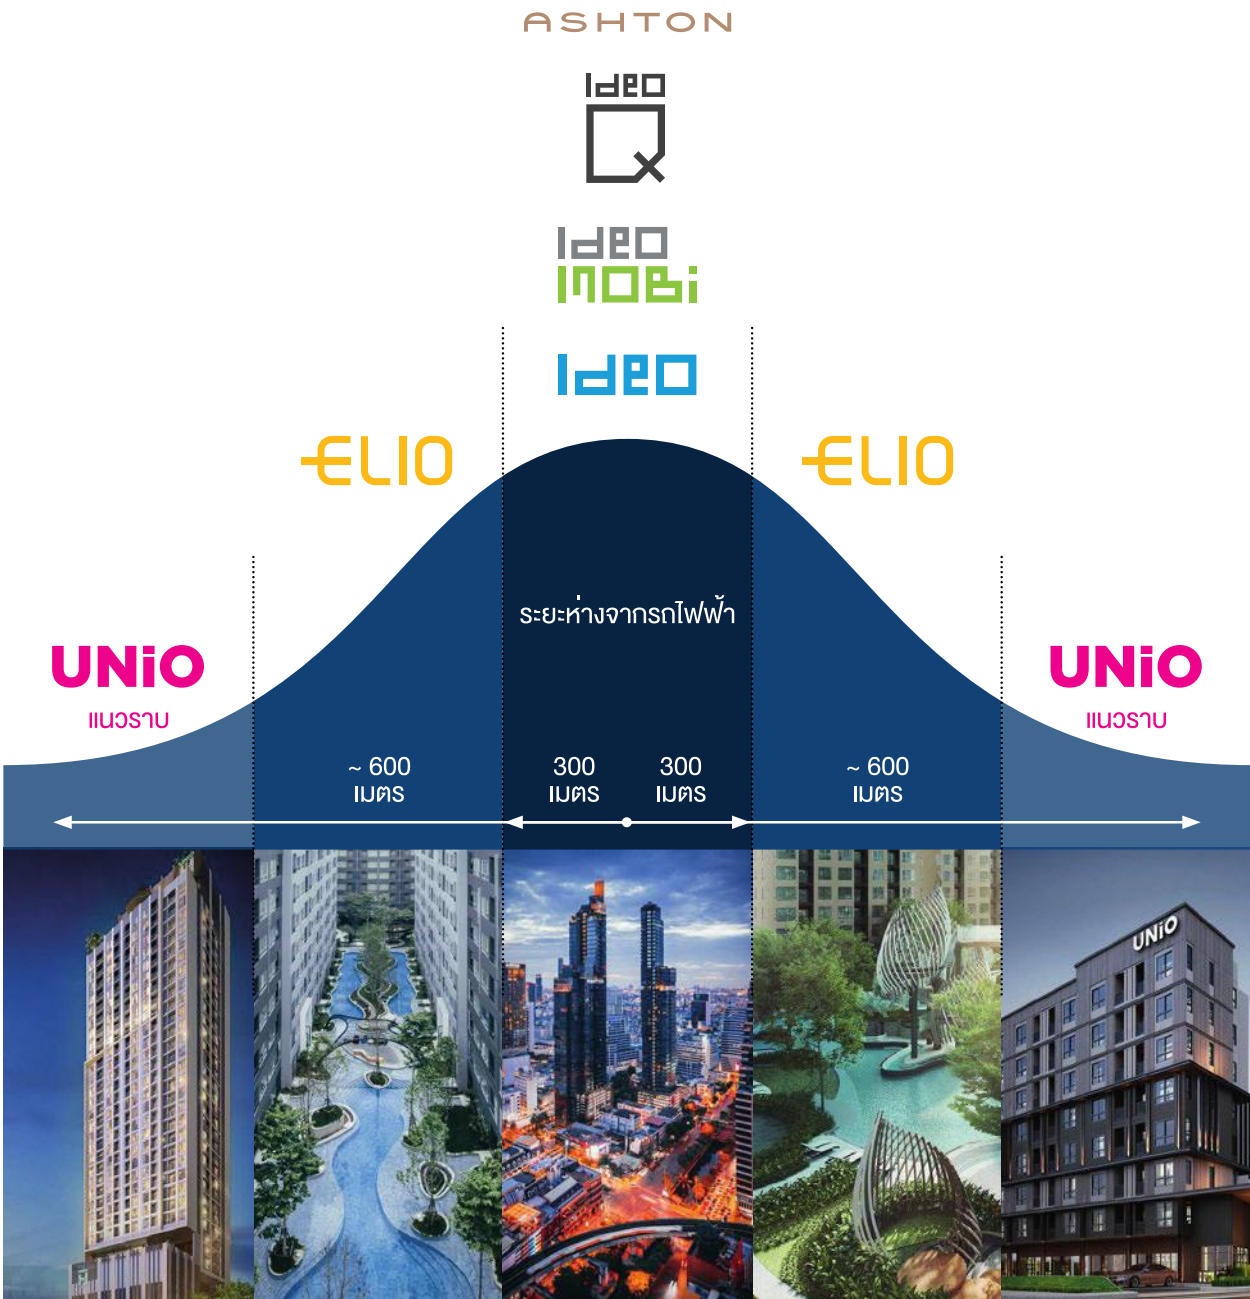 ASHTON
IDEO
Q
IDEO
MOBi
IDEO
ELIO
ELIO
ระยะห่างจากรถไฟฟ้า
UNiO
แนวราบ
UNiO
แนวราบ
~ 600
เมตร
300
เมตร
300
เมตร
~ 600
เมตร
UNiO